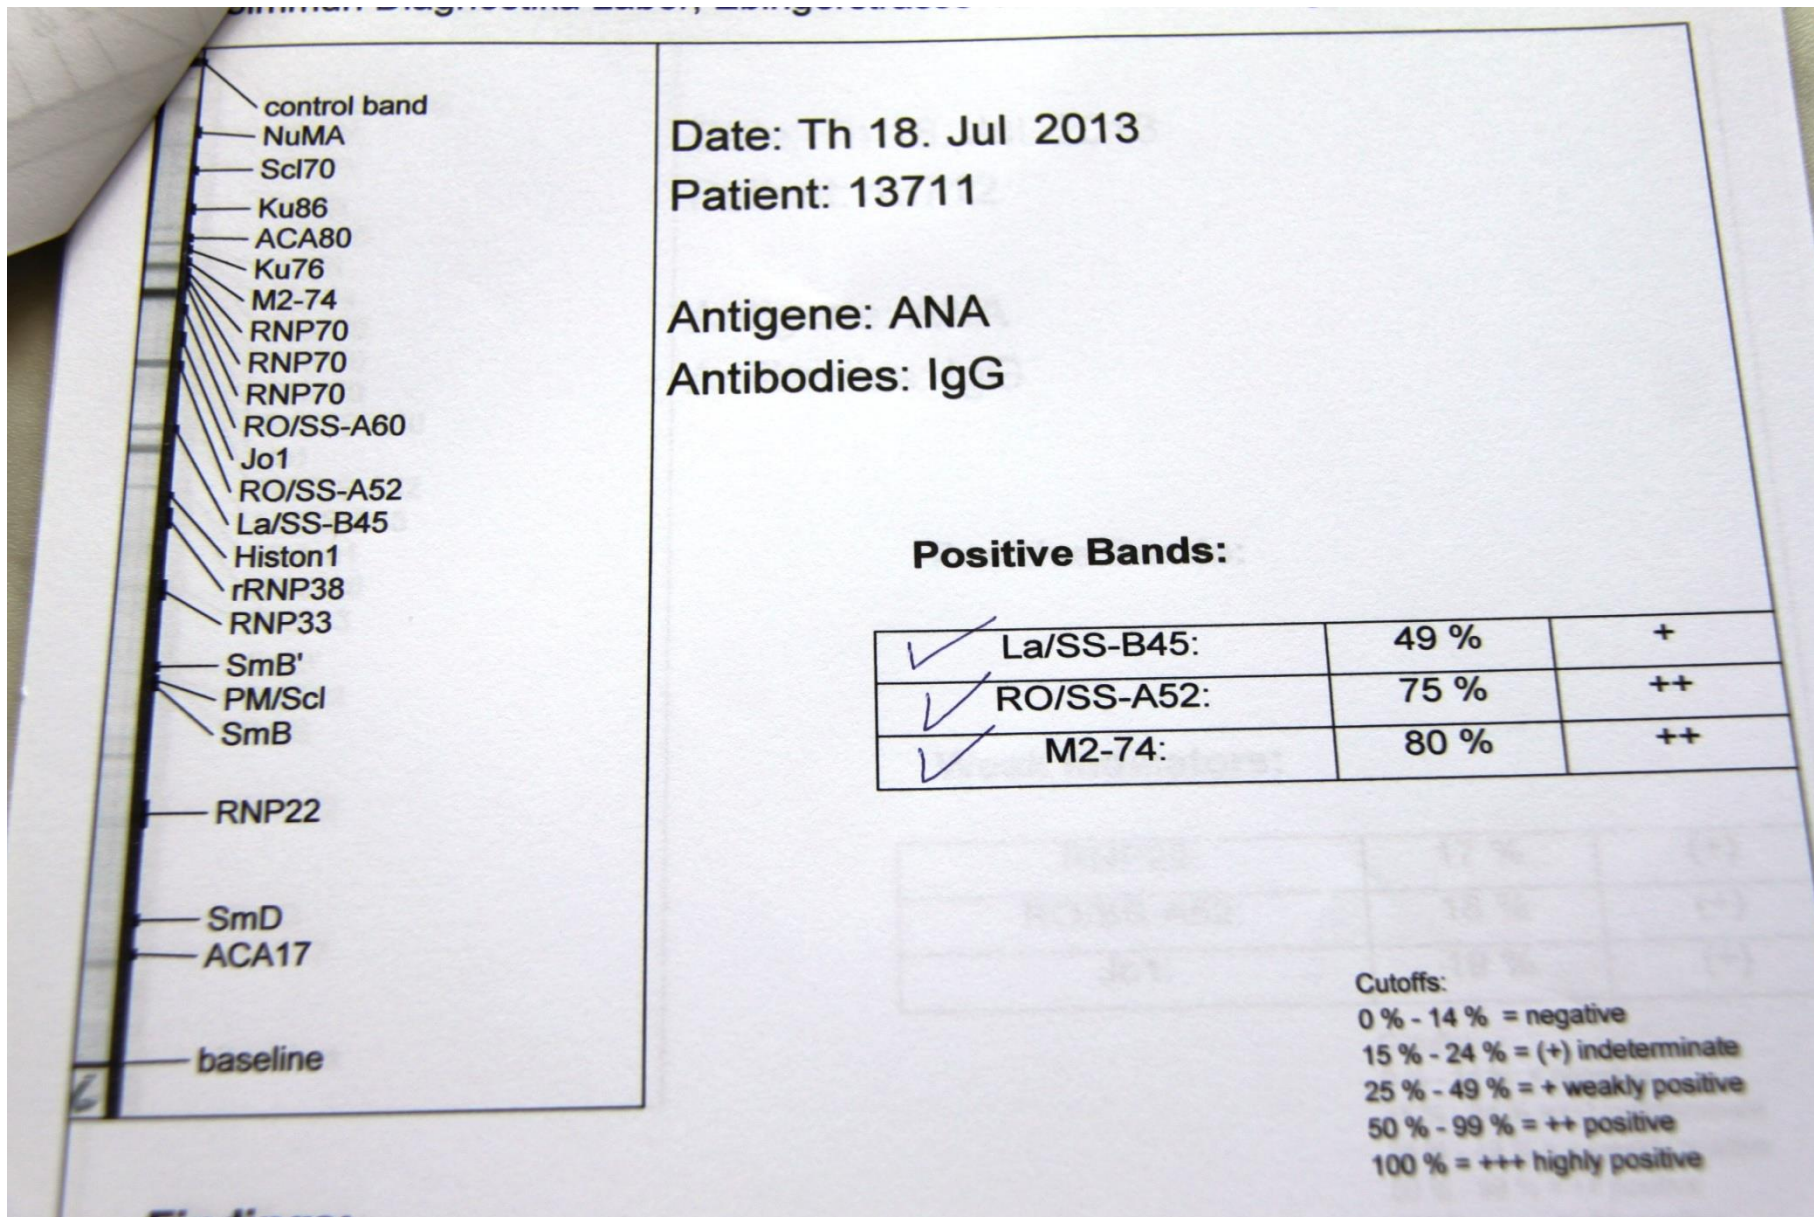 Diagnostika Labor,
control band
NuMA
Scl70
Ku86
ACA80
Ku76
M2-74
RNP70
RNP70
RNP70
RO/SS-A60
Jo1
RO/SS-A52
La/SS-B45
Histon1
rRNP38
RNP33
SmB'
PM/Scl
SmB
RNP22
SmD
ACA17
baseline
Date: Th 18. Jul 2013
Patient: 13711
Antigene: ANA
Antibodies: IgG
Positive Bands:
La/SS-B45: 49 % +
RO/SS-A52: 75 % ++
M2-74: 80 % ++
Cutoffs:
0 % - 14 % = negative
15 % - 24 % = (+) indeterminate
25 % - 49 % = + weakly positive
50 % - 99 % = ++ positive
100 % = +++ highly positive